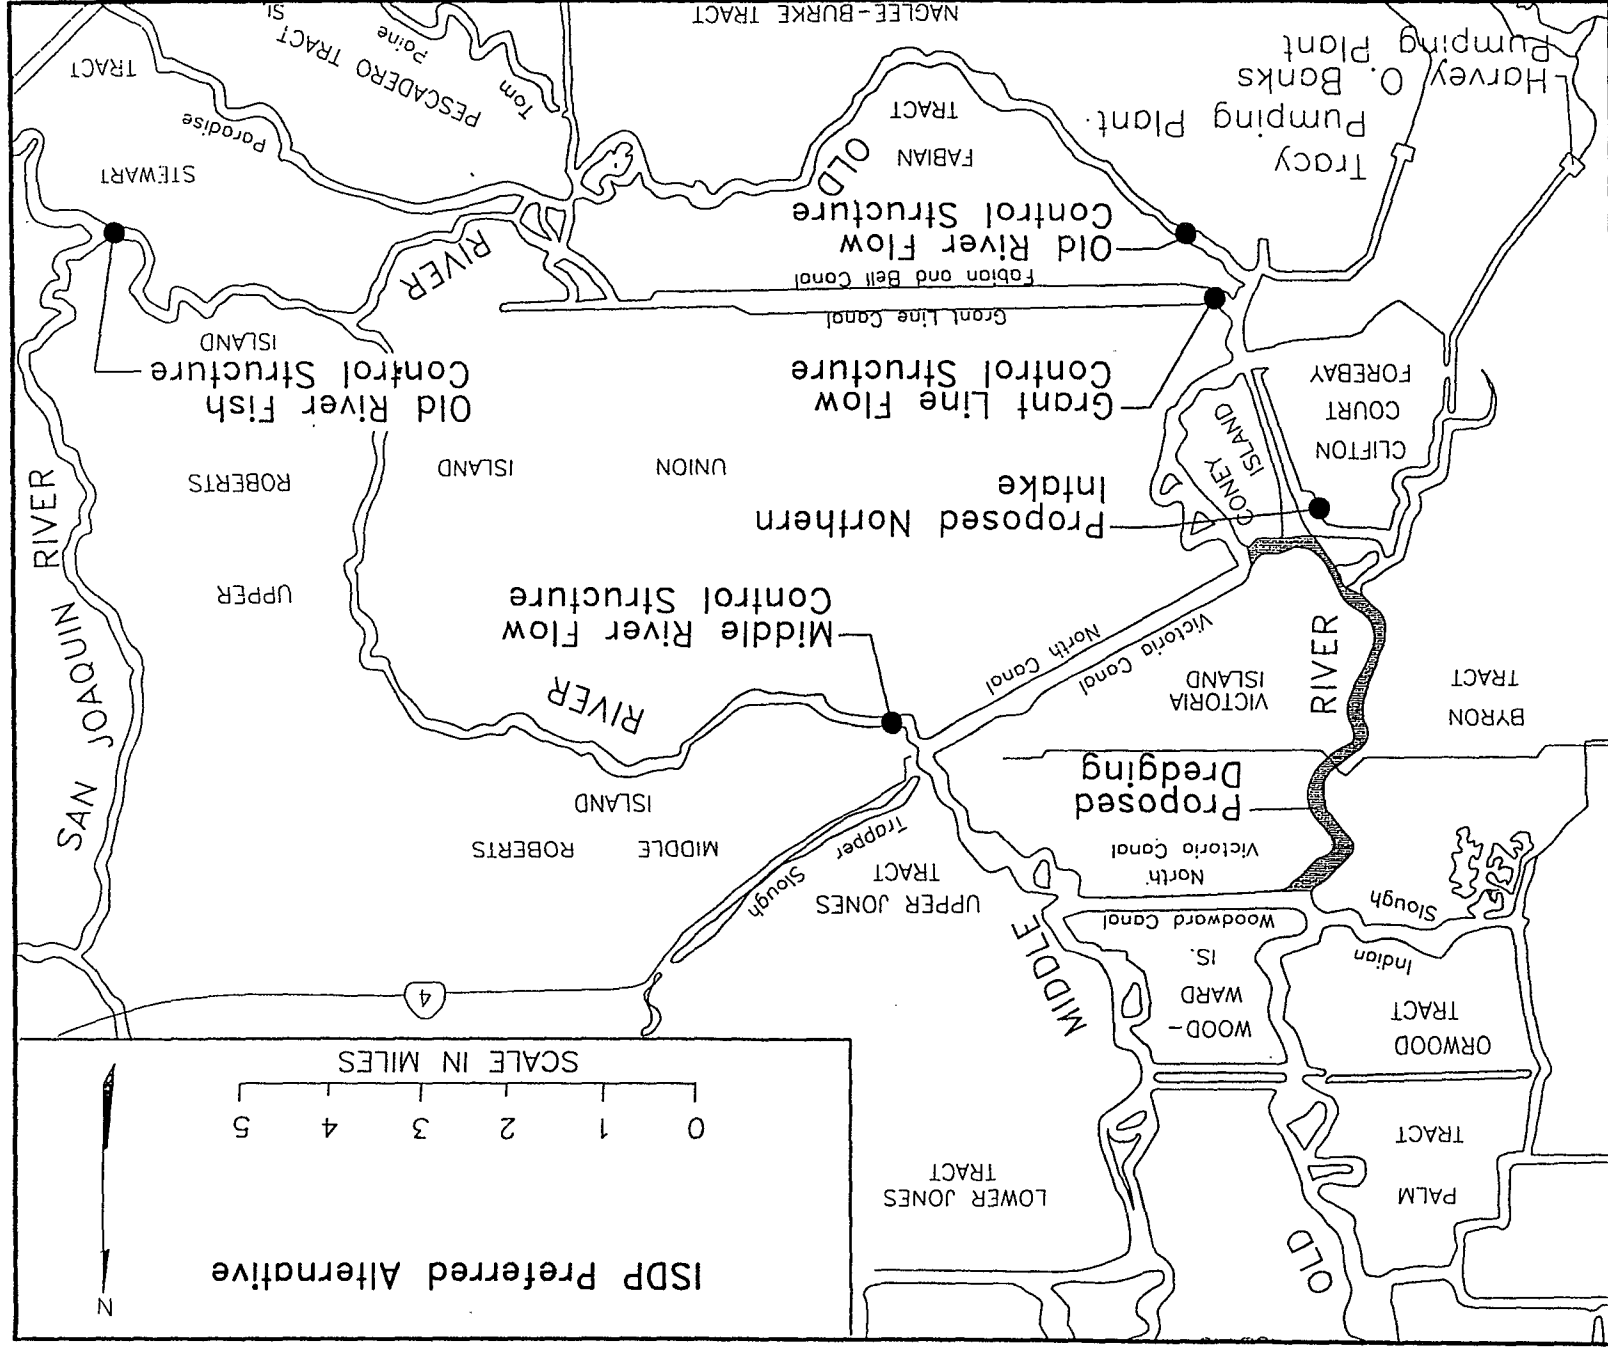 ISDP Preferred Alternative
N
0 1 2 3 4 5
SCALE IN MILES
OLD
PALM
TRACT
LOWER JONES
TRACT
ORWOOD
TRACT
WOOD-
WARD
IS.
MIDDLE
4
Indian
Slough
Woodward Canal
North
Victoria Canal
UPPER JONES
TRACT
Trapper
Slough
MIDDLE ROBERTS
ISLAND
SAN JOAQUIN RIVER
Proposed
Dredging
BYRON
TRACT
RIVER
VICTORIA
ISLAND
Victoria Canal
North Canal
RIVER
Middle River Flow
Control Structure
UPPER
ROBERTS
ISLAND
Proposed Northern
Intake
CLIFTON
COURT
FOREBAY
CONEY
ISLAND
UNION
ISLAND
Grant Line Flow
Control Structure
Old River Fish
Control Structure
Grant Line Canal
Fabian and Bell Canal
Old River Flow
Control Structure
RIVER
OLD
STEWART
TRACT
Tracy
Pumping Plant
Harvey O. Banks
Pumping Plant
FABIAN
TRACT
Paradise
Tom
Paine
Sl
PESCADERO TRACT
NAGLEE-BURKE TRACT